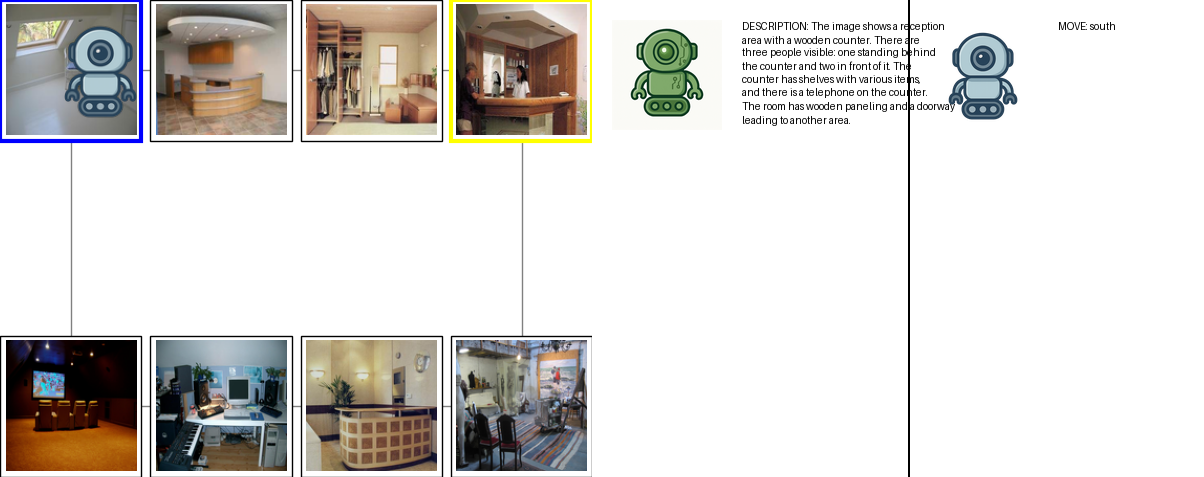 DESCRIPTION: The image shows a reception
area with a wooden counter. There are
three people visible: one standing behind
the counter and two in front of it. The
counter has shelves with various items,
and there is a telephone on the counter.
The room has wooden paneling and a doorway
leading to another area.
MOVE: south